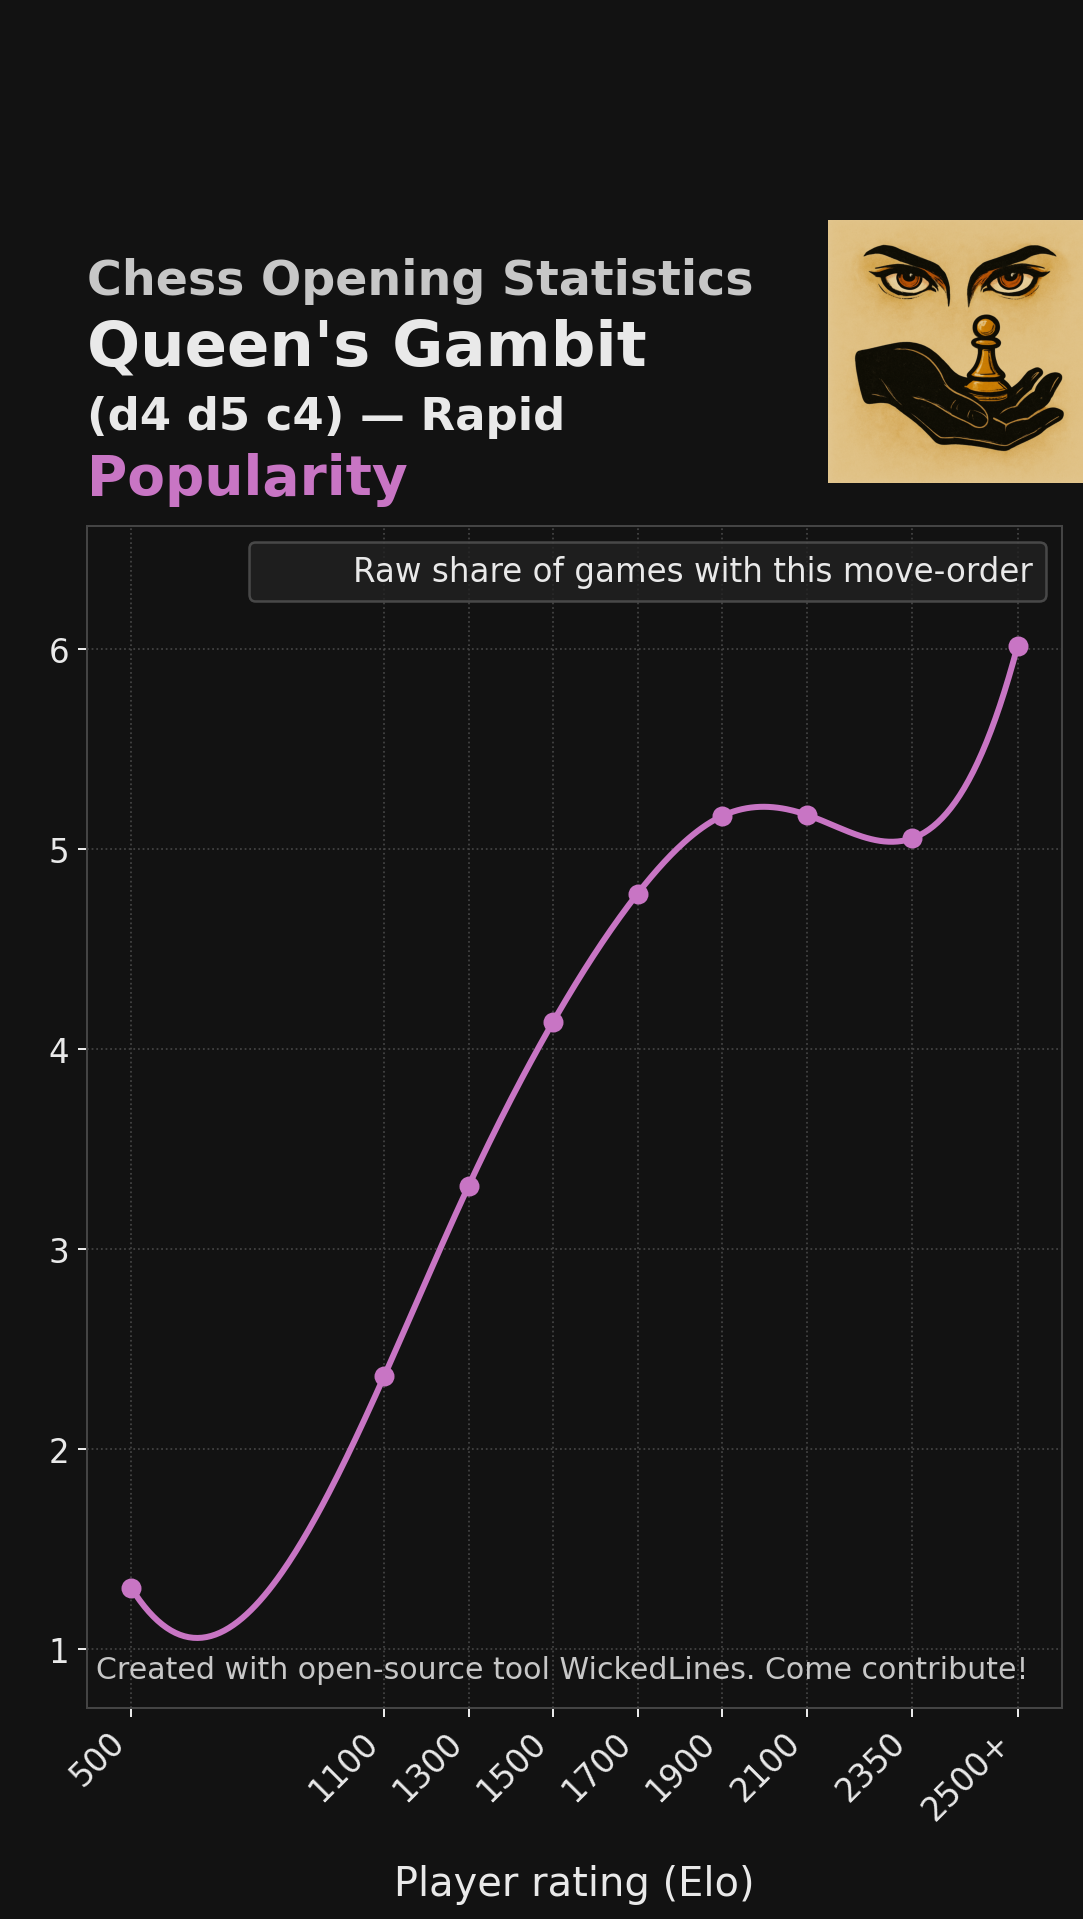 Chess Opening Statistics
Queen's Gambit
(d4 d5 c4) — Rapid
Popularity
Raw share of games with this move-order
6
5
4
3
2
1
Created with open-source tool WickedLines. Come contribute!
500
1100
1300
1500
1700
1900
2100
2350
2500+
Player rating (Elo)